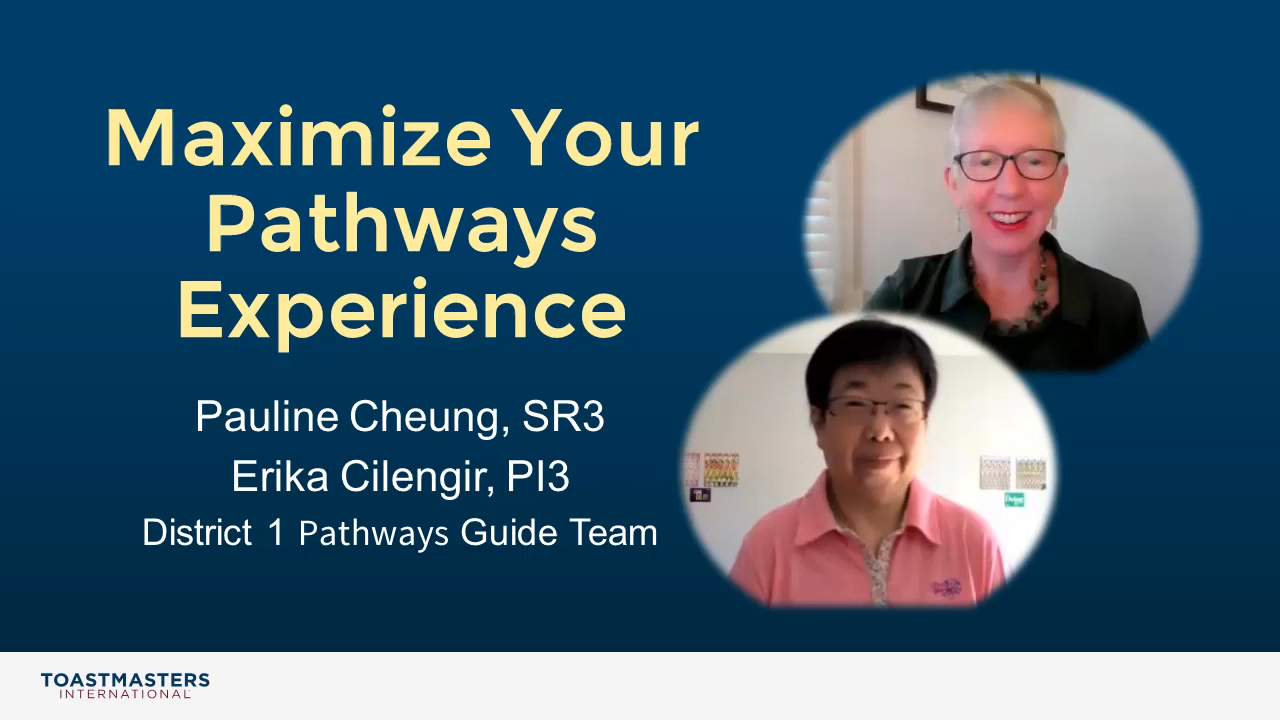 Maximize Your
Pathways
Experience
Pauline Cheung, SR3
Erika Cilengir, PI3
District 1 Pathways Guide Team
TOASTMASTERS
INTERNATIONAL